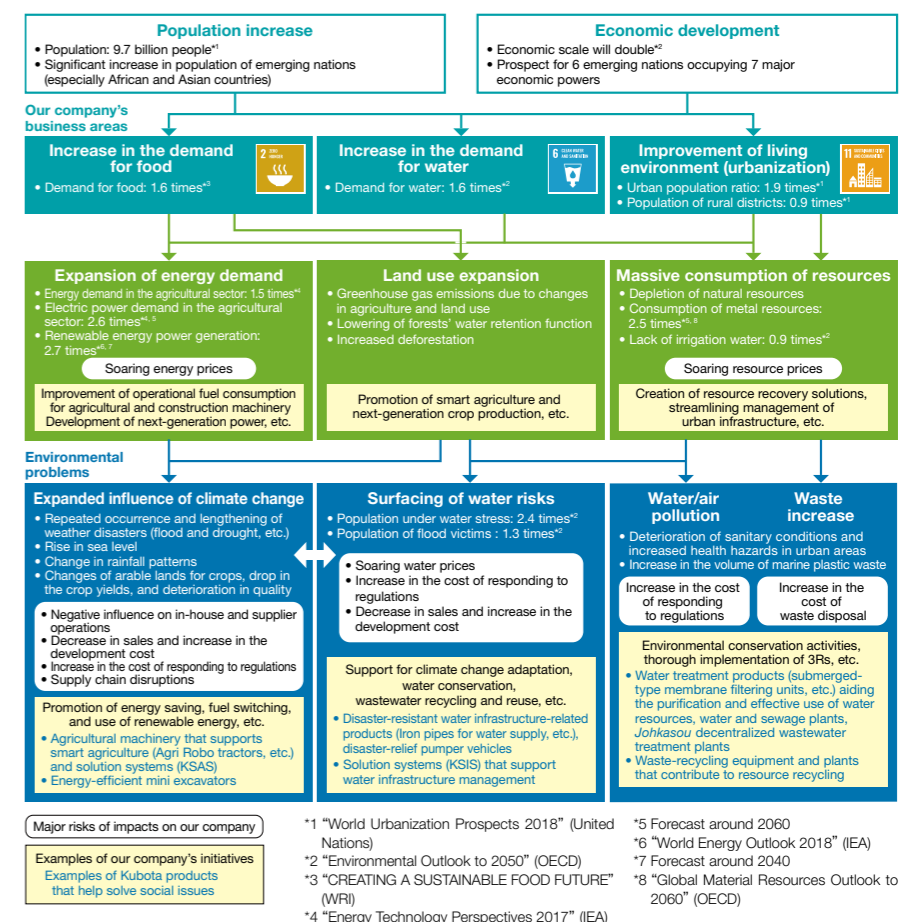 Population increase
• Population: 9.7 billion people*1
• Significant increase in population of emerging nations
(especially African and Asian countries)
Economic development
• Economic scale will double*2
• Prospect for 6 emerging nations occupying 7 major
economic powers
Our company's
business areas
Increase in the demand
for food
• Demand for food: 1.6 times*3
2 ZERO
HUNGER
Increase in the demand
for water
• Demand for water: 1.6 times*2
6 CLEAN WATER
AND SANITATION
Improvement of living
environment (urbanization)
• Urban population ratio: 1.9 times*1
• Population of rural districts: 0.9 times*1
11 SUSTAINABLE CITIES
AND COMMUNITIES
Expansion of energy demand
• Energy demand in the agricultural sector: 1.5 times*4
• Electric power demand in the agricultural
sector: 2.6 times*4, 5
• Renewable energy power generation:
2.7 times*6, 7
Soaring energy prices
Improvement of operational fuel consumption
for agricultural and construction machinery
Development of next-generation power, etc.
Land use expansion
• Greenhouse gas emissions due to changes
in agriculture and land use
• Lowering of forests' water retention function
• Increased deforestation
Promotion of smart agriculture and
next-generation crop production, etc.
Massive consumption of resources
• Depletion of natural resources
• Consumption of metal resources:
2.5 times*5, 8
• Lack of irrigation water: 0.9 times*2
Soaring resource prices
Creation of resource recovery solutions,
streamlining management of
urban infrastructure, etc.
Environmental
problems
Expanded influence of climate change
• Repeated occurrence and lengthening of
weather disasters (flood and drought, etc.)
• Rise in sea level
• Change in rainfall patterns
• Changes of arable lands for crops, drop in
the crop yields, and deterioration in quality
• Negative influence on in-house and supplier
operations
• Decrease in sales and increase in the
development cost
• Increase in the cost of responding to regulations
• Supply chain disruptions
Promotion of energy saving, fuel switching,
and use of renewable energy, etc.
• Agricultural machinery that supports
smart agriculture (Agri Robo tractors, etc.)
and solution systems (KSAS)
• Energy-efficient mini excavators
Surfacing of water risks
• Population under water stress: 2.4 times*2
• Population of flood victims : 1.3 times*2
• Soaring water prices
• Increase in the cost of responding to
regulations
• Decrease in sales and increase in the
development cost
Support for climate change adaptation,
water conservation,
wastewater recycling and reuse, etc.
• Disaster-resistant water infrastructure-related
products (Iron pipes for water supply, etc.),
disaster-relief pumper vehicles
• Solution systems (KSIS) that support
water infrastructure management
Water/air
pollution
Waste
increase
• Deterioration of sanitary conditions and
increased health hazards in urban areas
• Increase in the volume of marine plastic waste
Increase in the cost
of responding
to regulations
Increase in the
cost of
waste disposal
Environmental conservation activities,
thorough implementation of 3Rs, etc.
• Water treatment products (submerged-
type membrane filtering units, etc.) aiding
the purification and effective use of water
resources, water and sewage plants,
Johkasou decentralized wastewater
treatment plants
• Waste-recycling equipment and plants
that contribute to resource recycling
Major risks of impacts on our company
Examples of our company's initiatives
Examples of Kubota products
that help solve social issues
*1 "World Urbanization Prospects 2018" (United
Nations)
*2 "Environmental Outlook to 2050" (OECD)
*3 "CREATING A SUSTAINABLE FOOD FUTURE"
(WRI)
*4 "Energy Technology Perspectives 2017" (IEA)
*5 Forecast around 2060
*6 "World Energy Outlook 2018" (IEA)
*7 Forecast around 2040
*8 "Global Material Resources Outlook to
2060" (OECD)